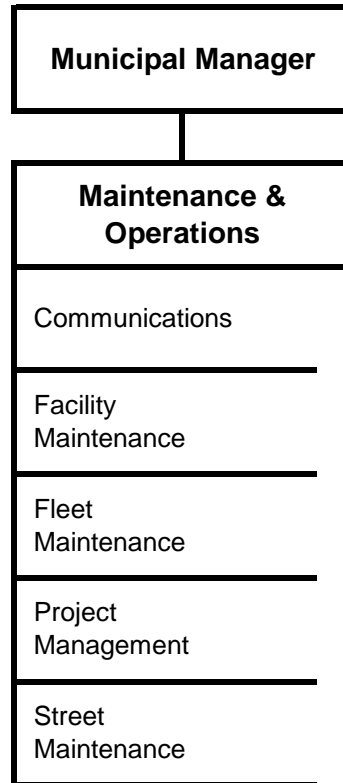 Municipal Manager
Maintenance &
Operations
Communications
Facility
Maintenance
Fleet
Maintenance
Project
Management
Street
Maintenance